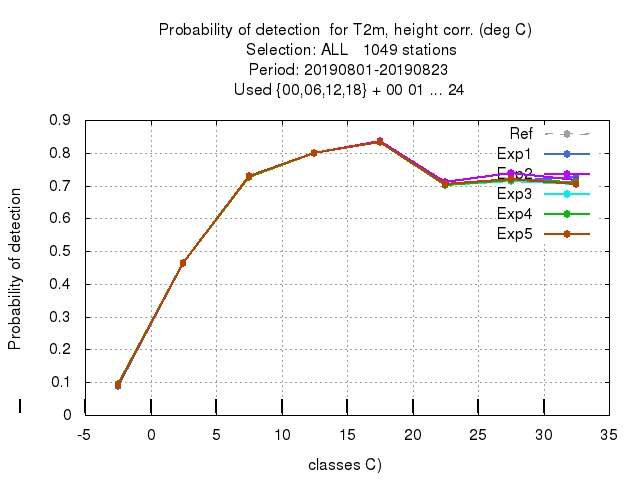 Probability of detection  for T2m, height corr. (deg C)
Selection: ALL   1049 stations
Period: 20190801-20190823
Used {00,06,12,18} + 00 01 ... 24
Probability of detection
0.9
0.8
0.7
0.6
0.5
0.4
0.3
0.2
0.1
0
-5
0
5
10
15
20
25
30
35
classes C)
Ref
Exp1
Exp2
Exp3
Exp4
Exp5